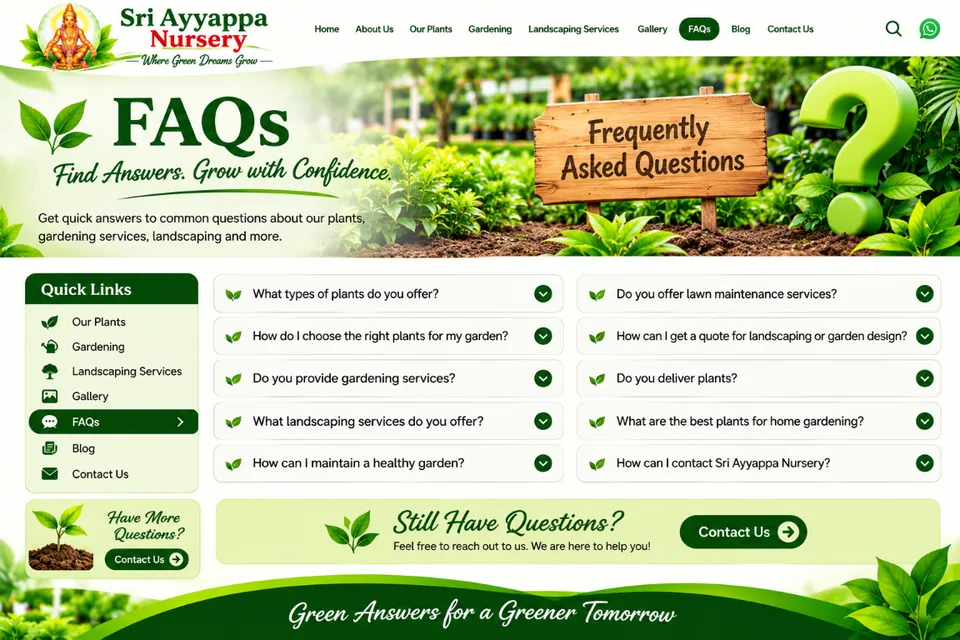 Sri Ayyappa
Nursery
Where Green Dreams Grow
Home About Us Our Plants Gardening Landscaping Services Gallery FAQs Blog Contact Us
FAQs
Find Answers. Grow with Confidence.
Get quick answers to common questions about our plants,
gardening services, landscaping and more.
Frequently
Asked Questions
?
Quick Links
Our Plants
Gardening
Landscaping Services
Gallery
FAQs
Blog
Contact Us
What types of plants do you offer?
How do I choose the right plants for my garden?
Do you provide gardening services?
What landscaping services do you offer?
How can I maintain a healthy garden?
Do you offer lawn maintenance services?
How can I get a quote for landscaping or garden design?
Do you deliver plants?
What are the best plants for home gardening?
How can I contact Sri Ayyappa Nursery?
Have More
Questions?
Contact Us
Still Have Questions?
Feel free to reach out to us. We are here to help you!
Contact Us
Green Answers for a Greener Tomorrow